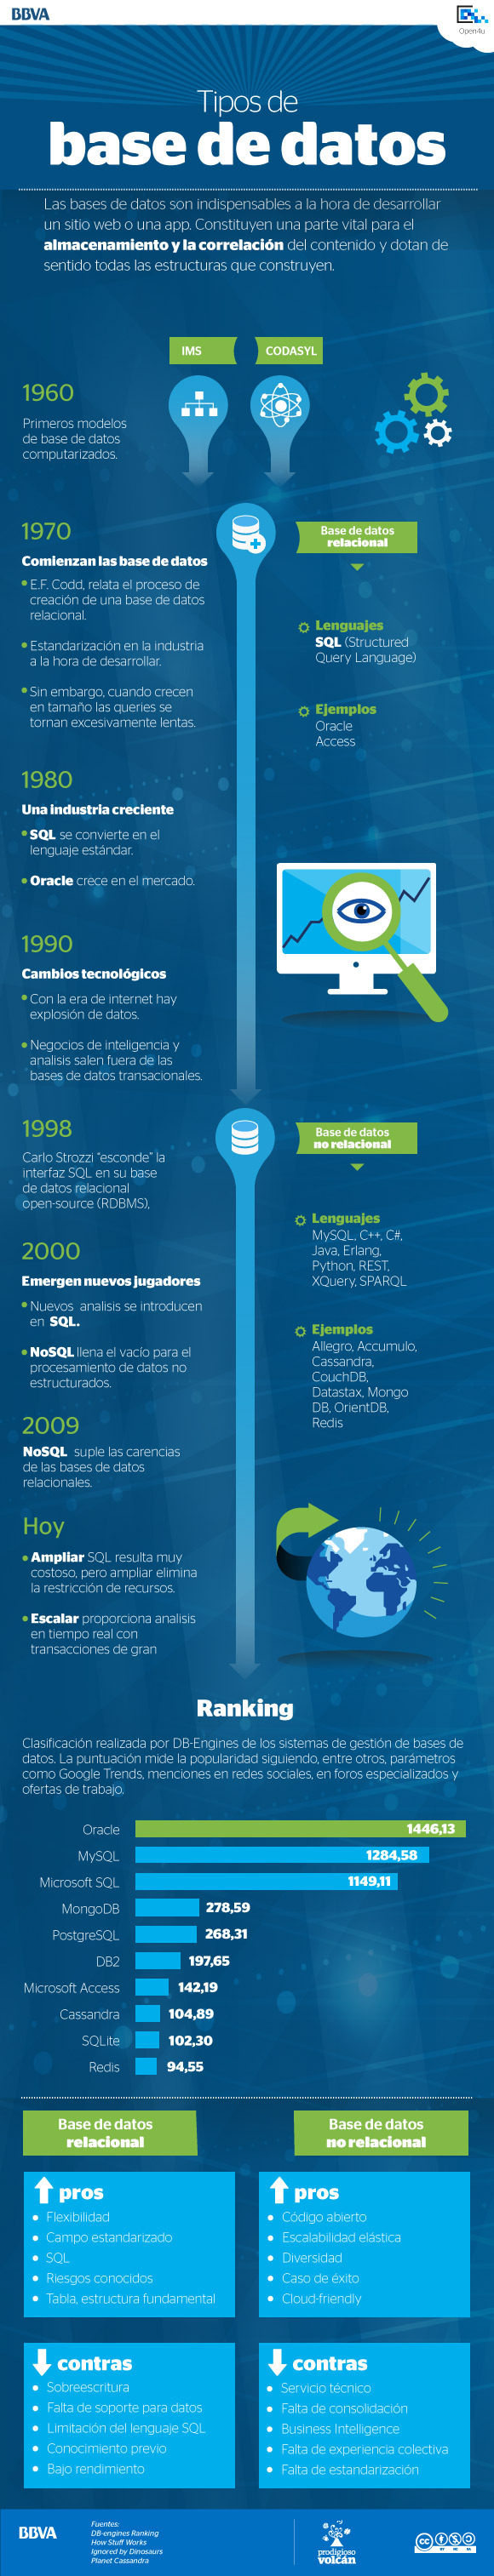 BBVA
Open4u
Tipos de
base de datos
Las bases de datos son indispensables a la hora de desarrollar
un sitio web o una app. Constituyen una parte vital para el
almacenamiento y la correlación del contenido y dotan de
sentido todas las estructuras que construyen.
IMS
CODASYL
1960
Primeros modelos
de base de datos
computarizados.
1970
Comienzan las base de datos
E.F. Codd, relata el proceso de
creación de una base de datos
relacional.
Estandarización en la industria
a la hora de desarrollar.
Sin embargo, cuando crecen
en tamaño las queries se
tornan excesivamente lentas.
Base de datos
relacional
Lenguajes
SQL (Structured
Query Language)
Ejemplos
Oracle
Access
1980
Una industria creciente
SQL se convierte en el
lenguaje estándar.
Oracle crece en el mercado.
1990
Cambios tecnológicos
Con la era de internet hay
explosión de datos.
Negocios de inteligencia y
analisis salen fuera de las
bases de datos transacionales.
1998
Carlo Strozzi "esconde" la
interfaz SQL en su base
de datos relacional
open-source (RDBMS),
Base de datos
no relacional
Lenguajes
MySQL, C++, C#,
Java, Erlang,
Python, REST,
XQuery, SPARQL
Ejemplos
Allegro, Accumulo,
Cassandra,
CouchDB,
Datastax, Mongo
DB, OrientDB,
Redis
2000
Emergen nuevos jugadores
Nuevos analisis se introducen
en SQL.
NoSQL llena el vacío para el
procesamiento de datos no
estructurados.
2009
NoSQL suple las carencias
de las bases de datos
relacionales.
Hoy
Ampliar SQL resulta muy
costoso, pero ampliar elimina
la restricción de recursos.
Escalar proporciona analisis
en tiempo real con
transacciones de gran
Ranking
Clasificación realizada por DB-Engines de los sistemas de gestión de bases de
datos. La puntuación mide la popularidad siguiendo, entre otros, parámetros
como Google Trends, menciones en redes sociales, en foros especializados y
ofertas de trabajo.
Oracle 1446,13
MySQL 1284,58
Microsoft SQL 1149,11
MongoDB 278,59
PostgreSQL 268,31
DB2 197,65
Microsoft Access 142,19
Cassandra 104,89
SQLite 102,30
Redis 94,55
Base de datos
relacional
pros
Flexibilidad
Campo estandarizado
SQL
Riesgos conocidos
Tabla, estructura fundamental
contras
Sobreescritura
Falta de soporte para datos
Limitación del lenguaje SQL
Conocimiento previo
Bajo rendimiento
Base de datos
no relacional
pros
Código abierto
Escalabilidad elástica
Diversidad
Caso de éxito
Cloud-friendly
contras
Servicio técnico
Falta de consolidación
Business Intelligence
Falta de experiencia colectiva
Falta de estandarización
BBVA
Fuentes:
DB-engines Ranking
How Stuff Works
Ignored by Dinosaurs
Planet Cassandra
prodigioso
volcán
cc
BY NC SA